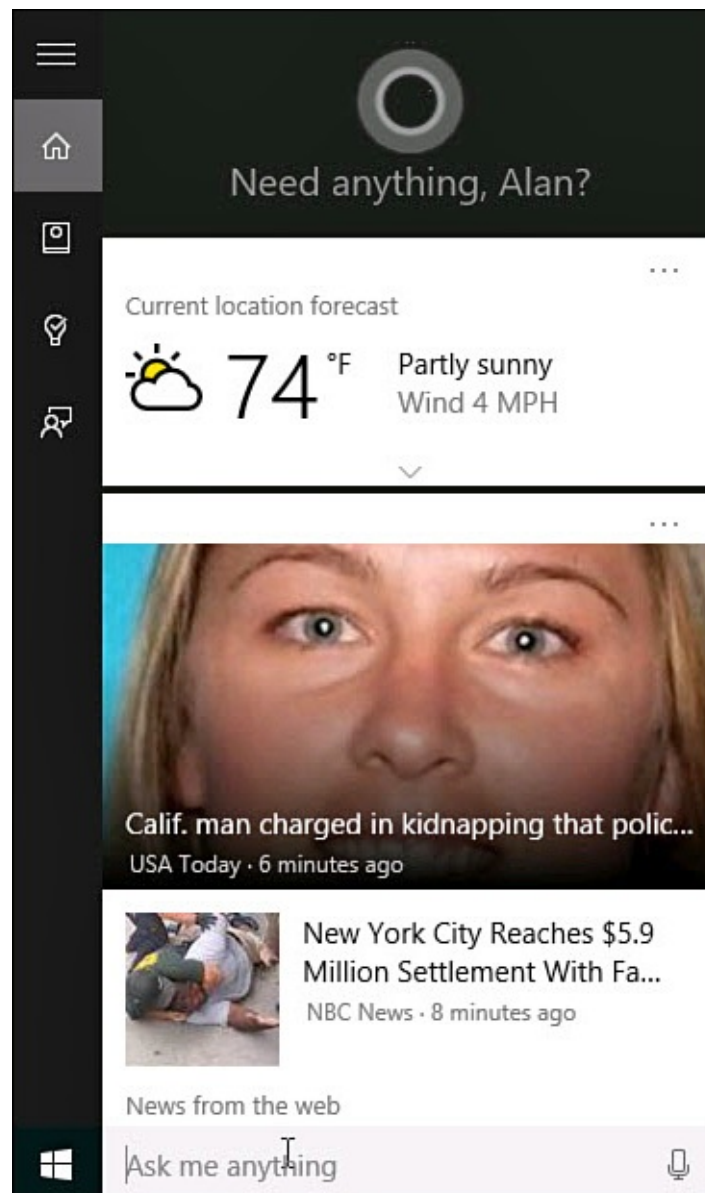 Need anything, Alan?
Current location forecast
74 °F
Partly sunny
Wind 4 MPH
Calif. man charged in kidnapping that polic...
USA Today · 6 minutes ago
New York City Reaches $5.9
Million Settlement With Fa...
NBC News · 8 minutes ago
News from the web
Ask me anything